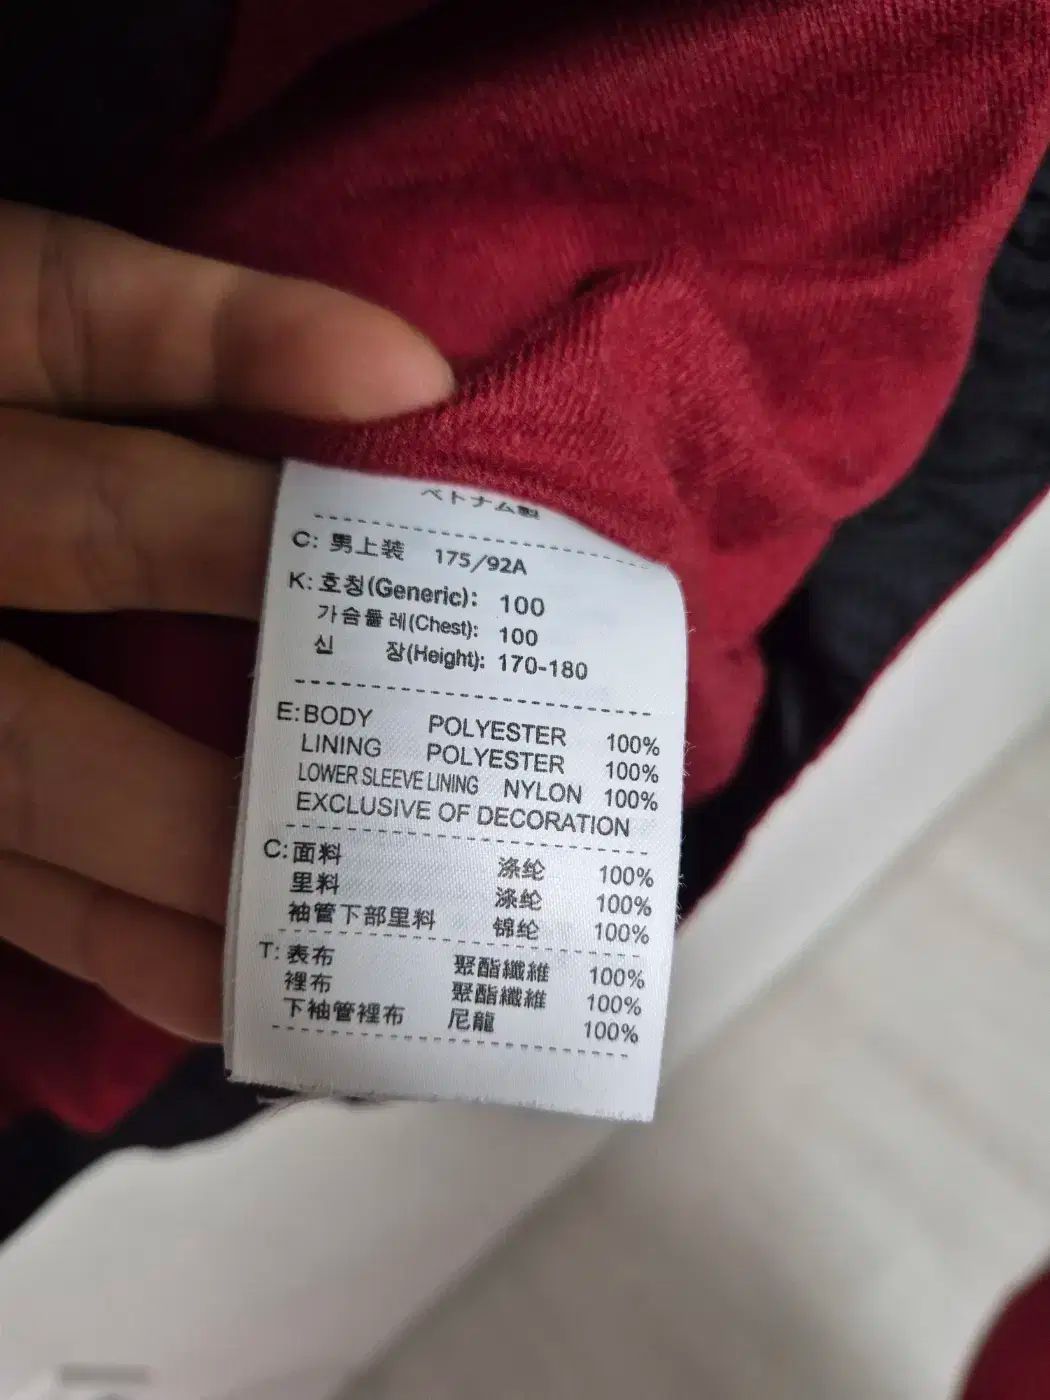 ベトナム製
C: 男上装 175/92A
K: 호칭(Generic): 100
가슴둘레(Chest): 100
신 장(Height): 170-180
E: BODY POLYESTER 100%
LINING POLYESTER 100%
LOWER SLEEVE LINING NYLON 100%
EXCLUSIVE OF DECORATION
C: 面料 涤纶 100%
里料 涤纶 100%
袖管下部里料 锦纶 100%
T: 表布 聚酯纖維 100%
裡布 聚酯纖維 100%
下袖管裡布 尼龍 100%